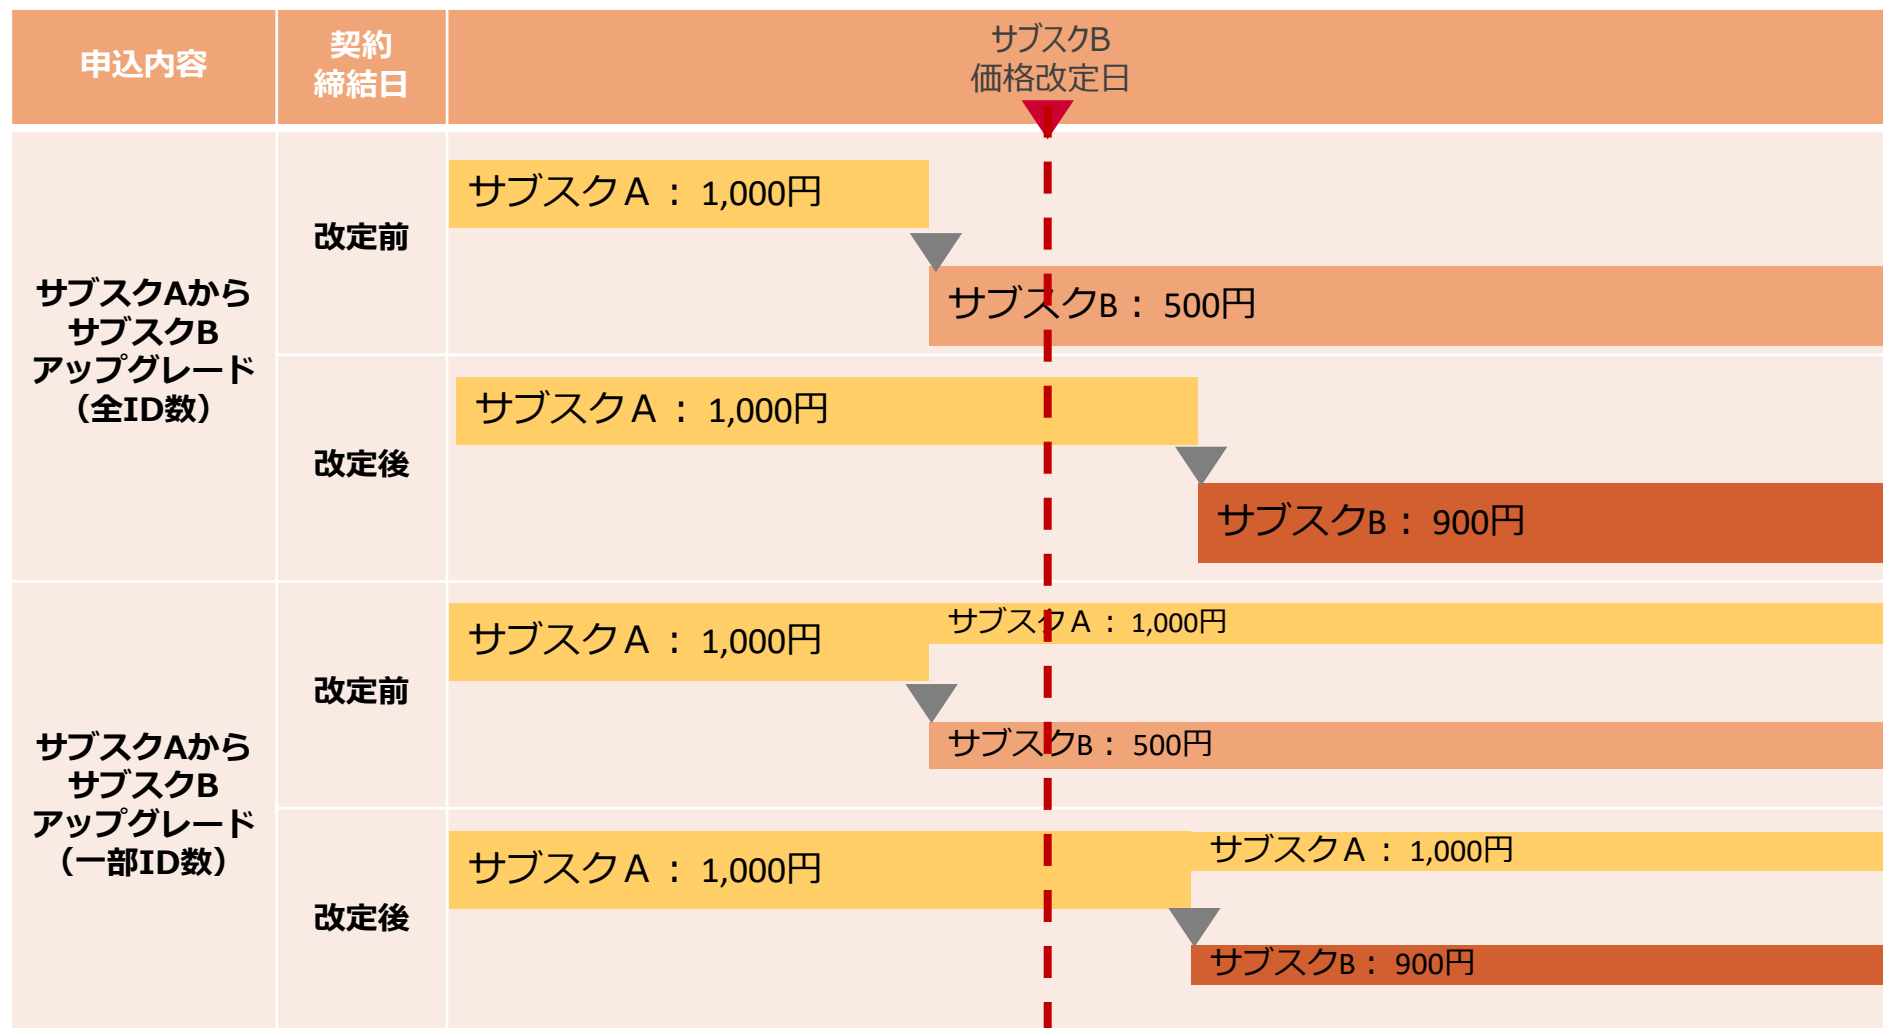 申込内容
契約
締結日
サブスクB
価格改定日
サブスクAから
サブスクB
アップグレード
（全ID数）
改定前
サブスクＡ： 1,000円
サブスクB： 500円
改定後
サブスクＡ： 1,000円
サブスクB： 900円
サブスクAから
サブスクB
アップグレード
（一部ID数）
改定前
サブスクＡ： 1,000円
サブスクＡ： 1,000円
サブスクB： 500円
改定後
サブスクＡ： 1,000円
サブスクＡ： 1,000円
サブスクB： 900円